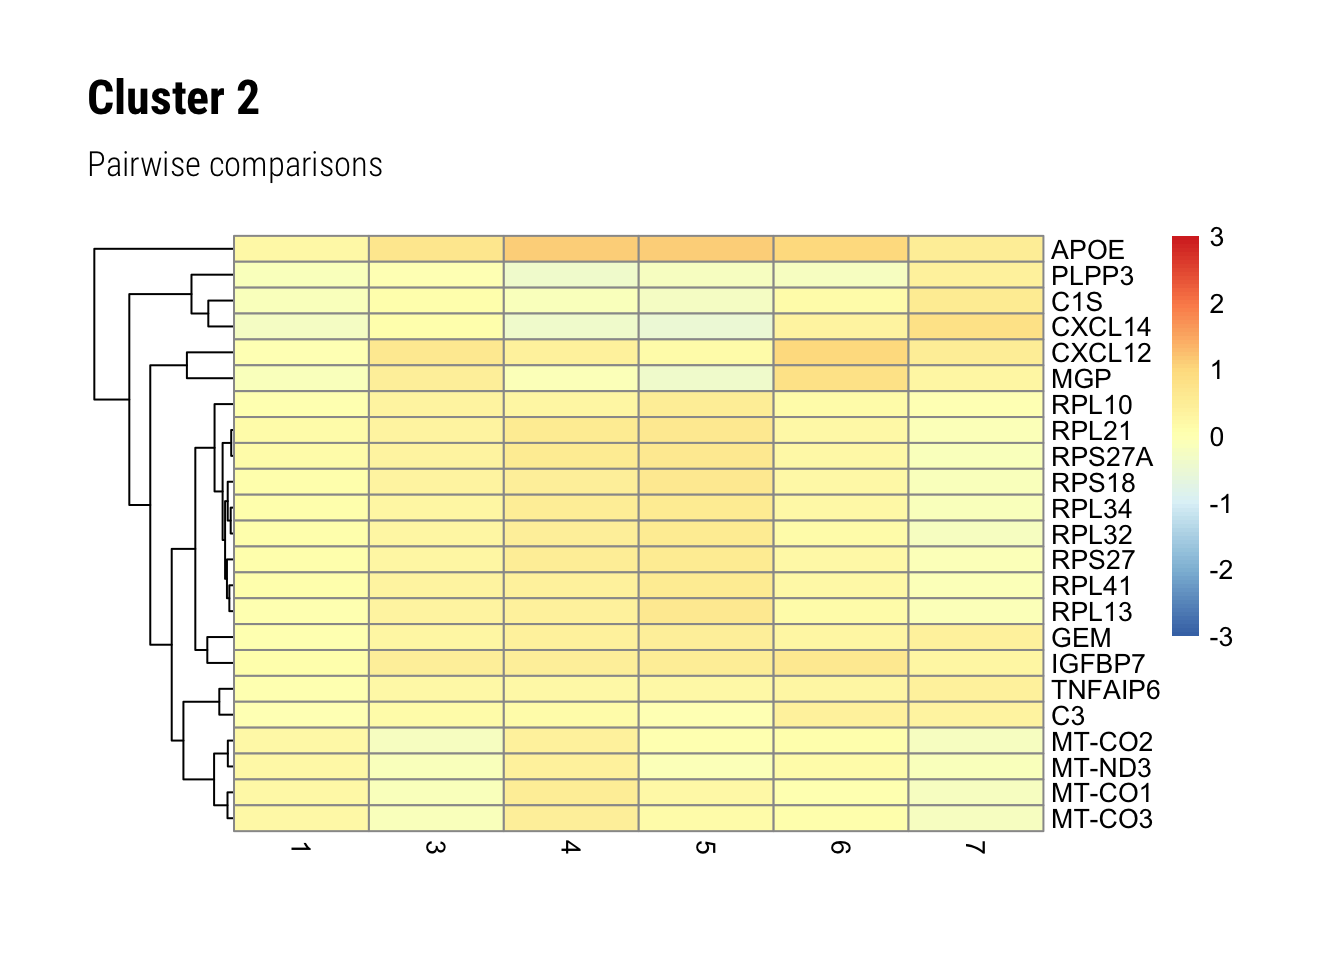 Cluster 2
Pairwise comparisons
APOE
PLPP3
C1S
CXCL14
CXCL12
MGP
RPL10
RPL21
RPS27A
RPS18
RPL34
RPL32
RPS27
RPL41
RPL13
GEM
IGFBP7
TNFAIP6
C3
MT-CO2
MT-ND3
MT-CO1
MT-CO3
1 3 4 5 6 7
3
2
1
0
-1
-2
-3